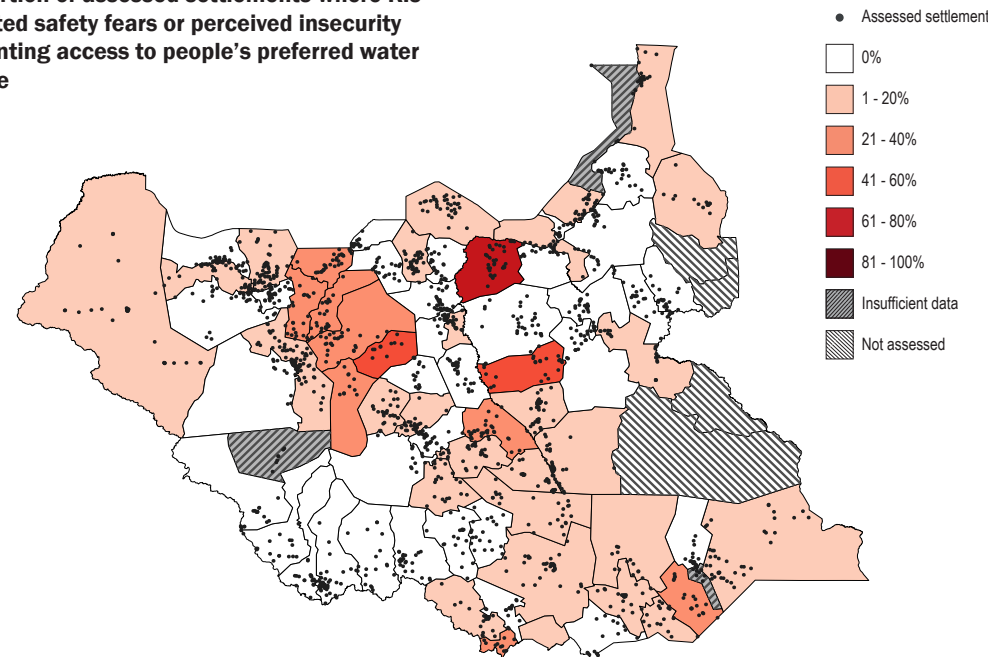 ted safety fears or perceived insecurity
nting access to people's preferred water
e
Assessed settlement
0%
1 - 20%
21 - 40%
41 - 60%
61 - 80%
81 - 100%
Insufficient data
Not assessed